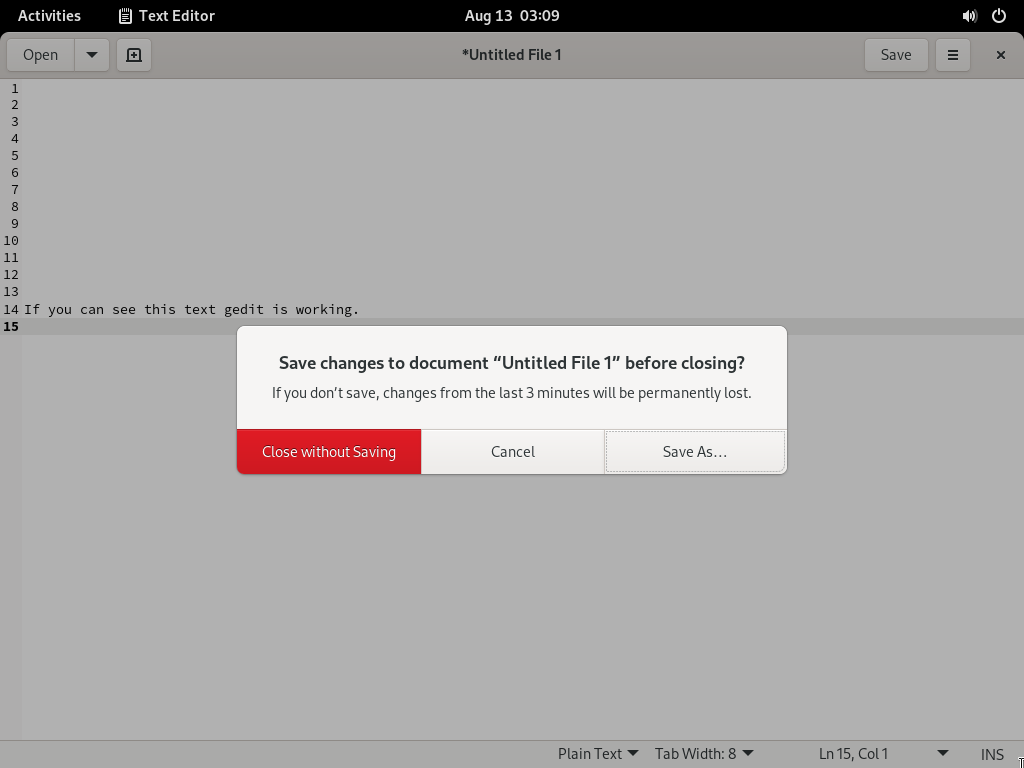 Activities Text Editor Aug 13 03:09
Open *Untitled File 1 Save
1
2
3
4
5
6
7
8
9
10
11
12
13
14 If you can see this text gedit is working.
15
Save changes to document “Untitled File 1” before closing?
If you don’t save, changes from the last 3 minutes will be permanently lost.
Close without Saving Cancel Save As…
Plain Text Tab Width: 8 Ln 15, Col 1 INS